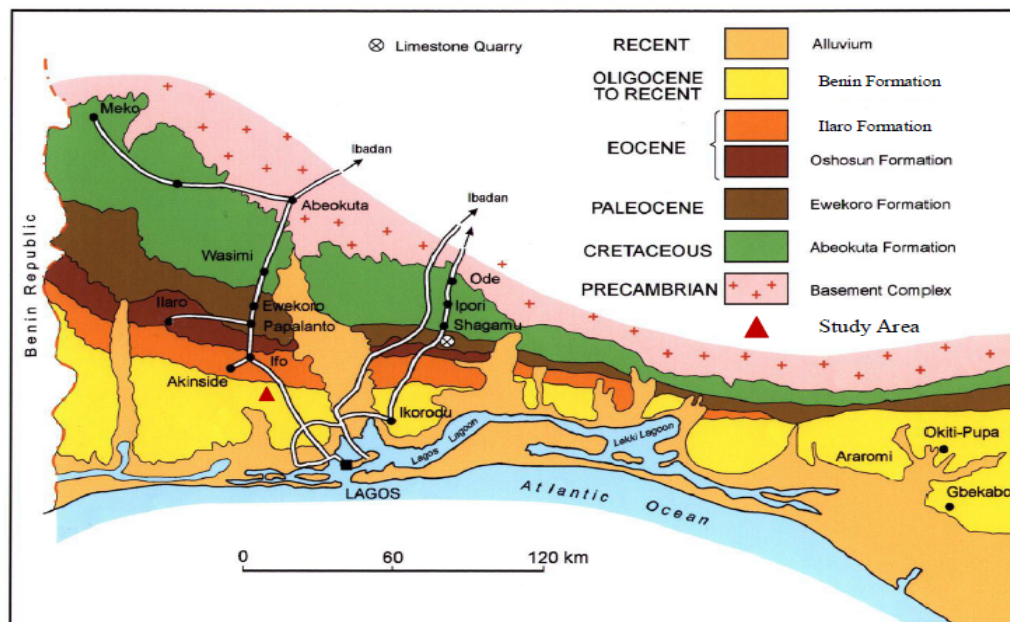 Limestone Quarry
RECENT Alluvium
OLIGOCENE
TO RECENT
Benin Formation
EOCENE
Ilaro Formation
Oshosun Formation
PALEOCENE Ewekoro Formation
CRETACEOUS Abeokuta Formation
PRECAMBRIAN Basement Complex
Study Area
Meko
Ibadan
Abeokuta
Ibadan
Benin Republic
Wasimi
Ode
Ilaro
Ewekoro
Ipori
Papalanto
Shagamu
Ifo
Akinside
Ikorodu
Lagos Lagoon
Lekki Lagoon
Okiti-Pupa
Araromi
Gbekabo
LAGOS
Atlantic Ocean
0 60 120 km